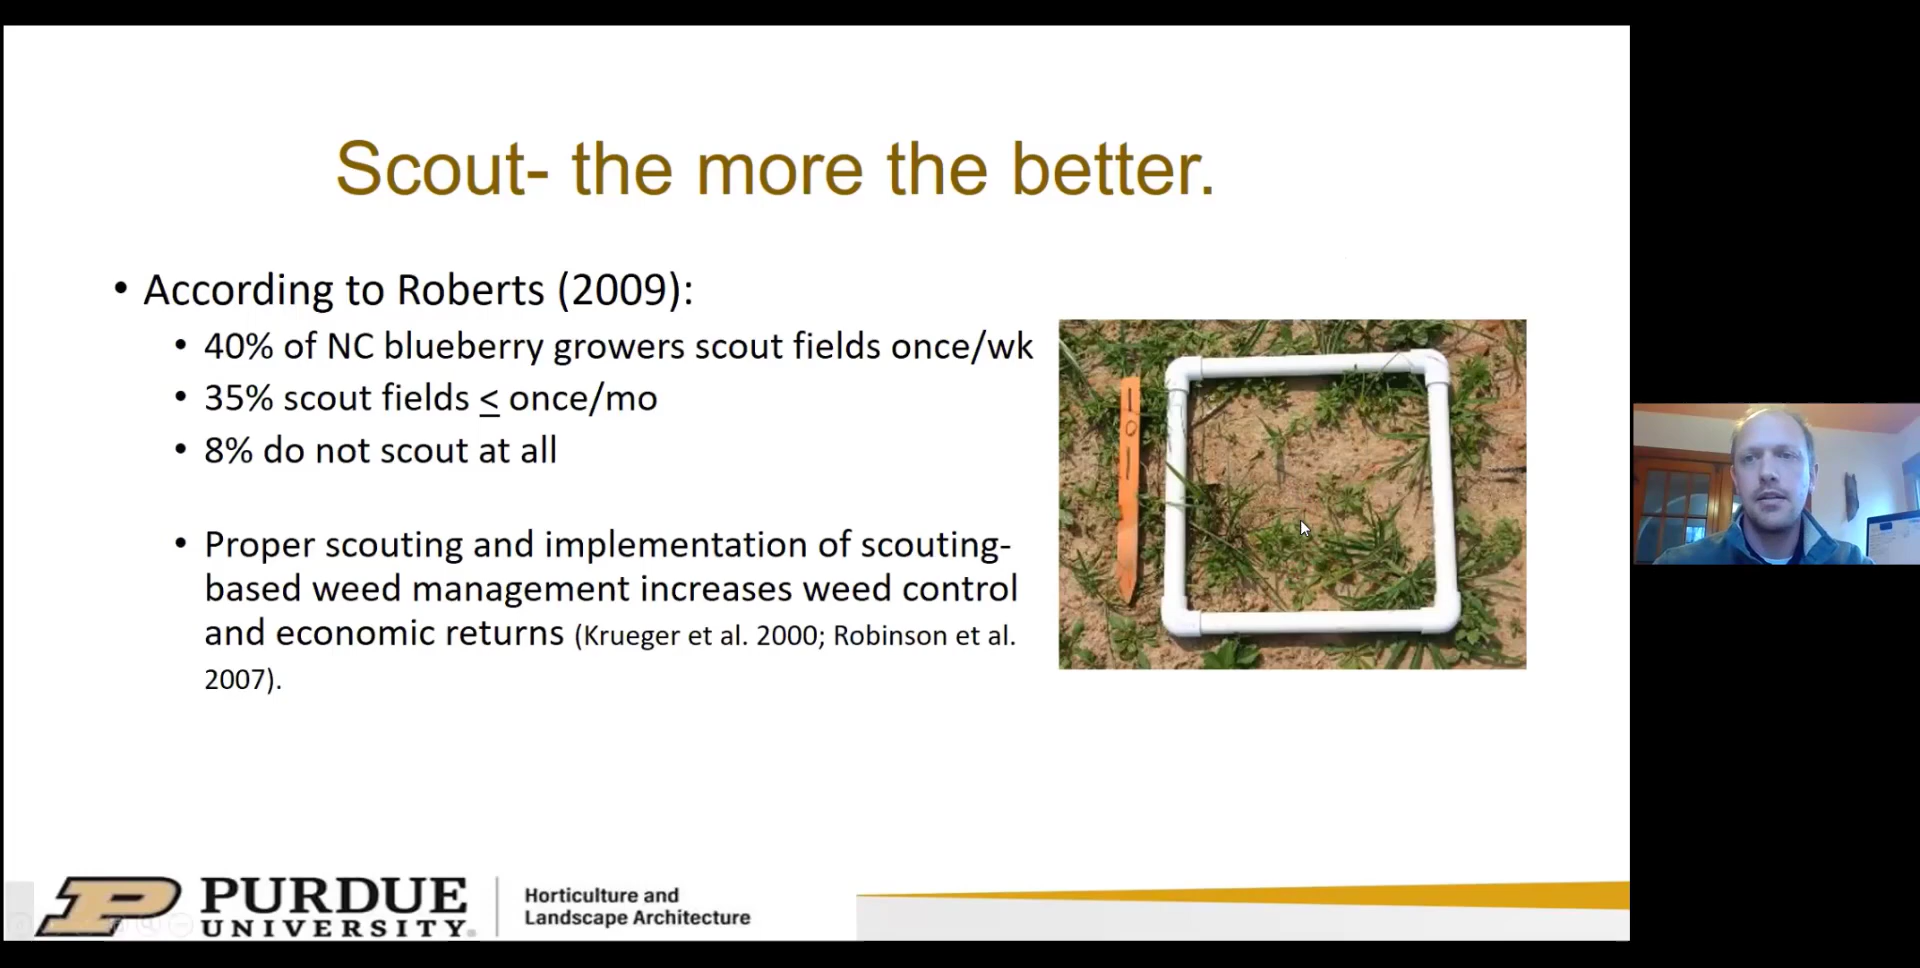 Scout- the more the better.
• According to Roberts (2009):
• 40% of NC blueberry growers scout fields once/wk
• 35% scout fields ≤ once/mo
• 8% do not scout at all
• Proper scouting and implementation of scouting-
based weed management increases weed control
and economic returns (Krueger et al. 2000; Robinson et al.
2007).
101
PURDUE
UNIVERSITY®
Horticulture and
Landscape Architecture